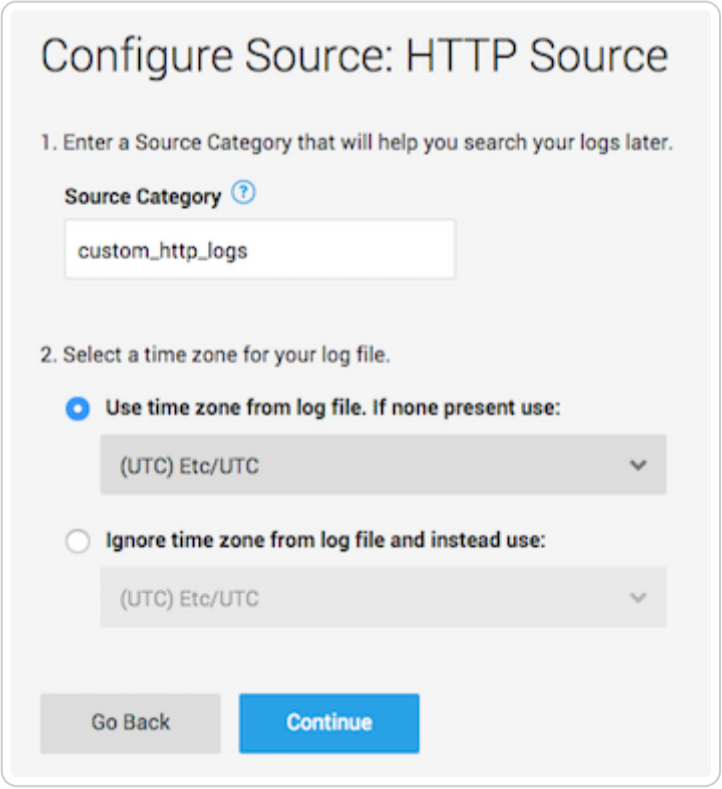 Configure Source: HTTP Source
1. Enter a Source Category that will help you search your logs later.
Source Category ?
custom_http_logs
2. Select a time zone for your log file.
Use time zone from log file. If none present use:
(UTC) Etc/UTC
Ignore time zone from log file and instead use:
(UTC) Etc/UTC
Go Back Continue